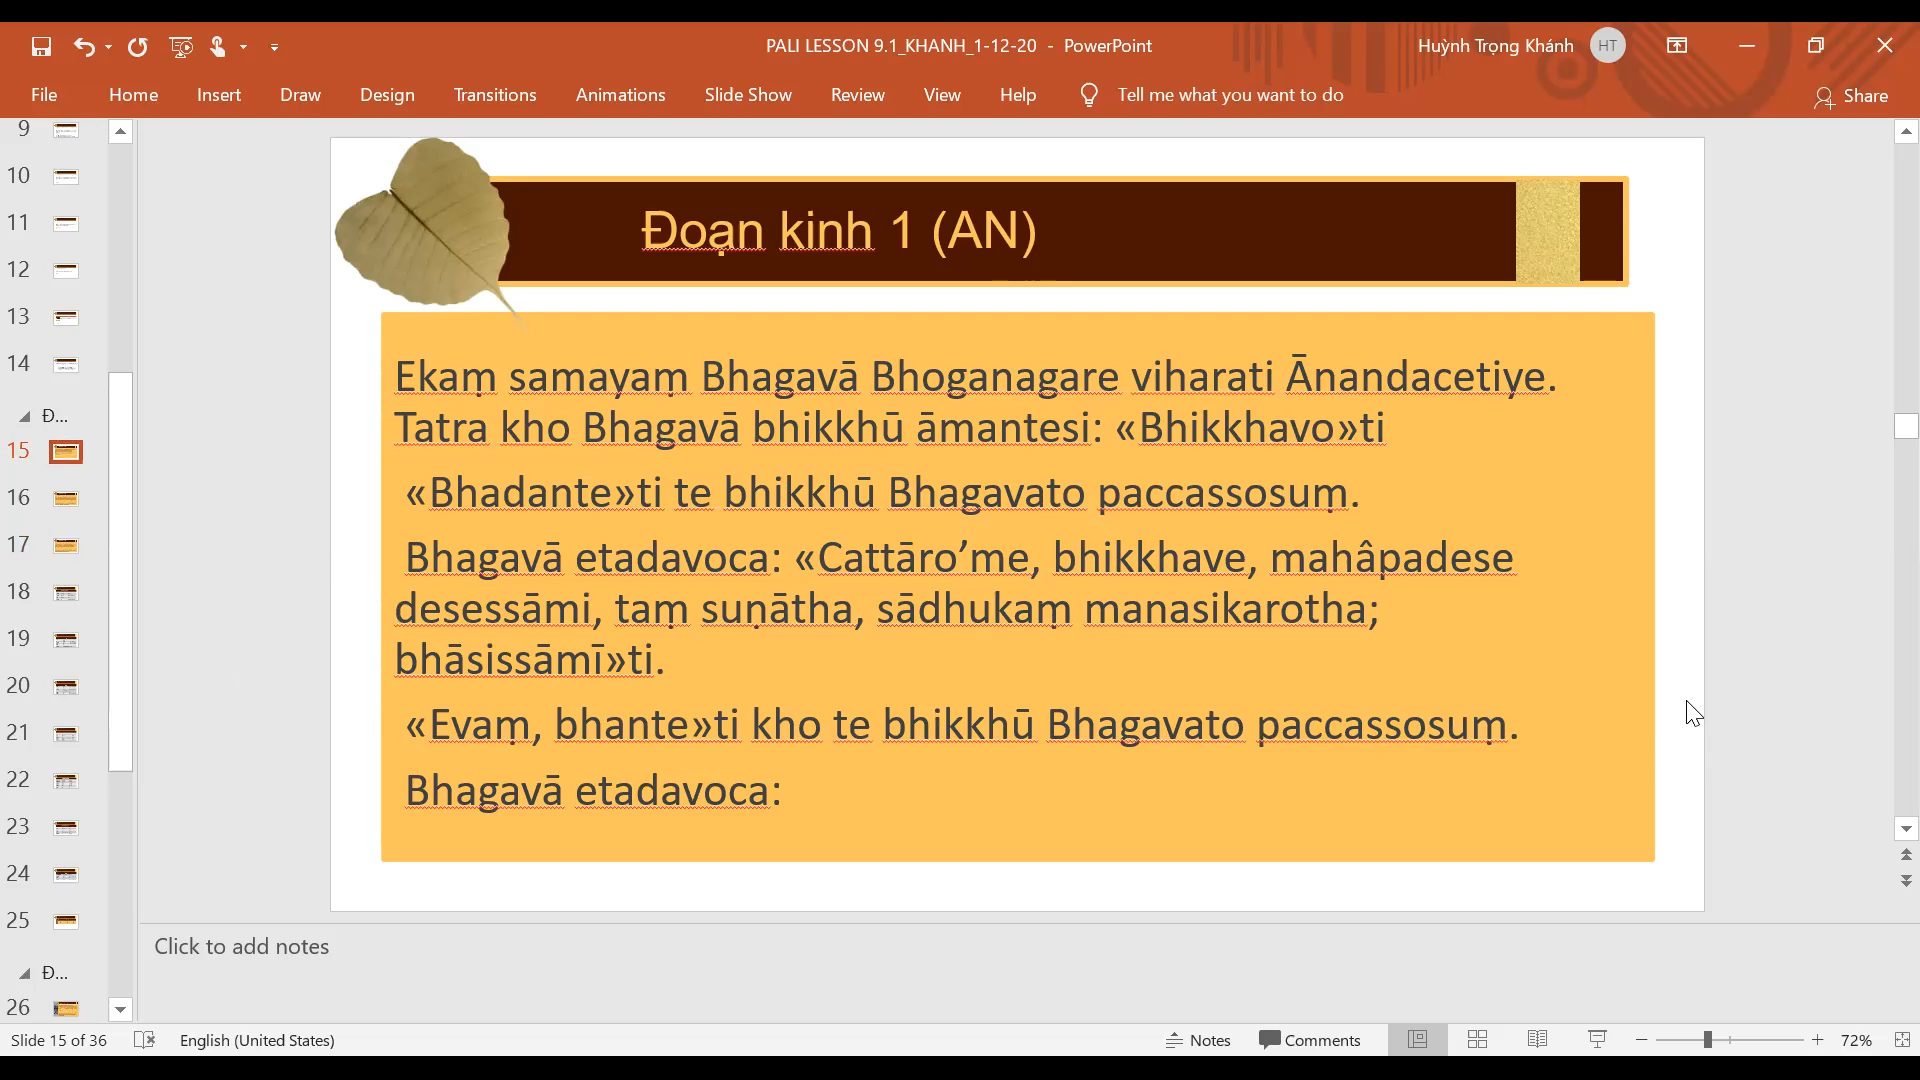 PALI LESSON 9.1_KHANH_1-12-20 - PowerPoint
Huỳnh Trọng Khánh
HT
File Home Insert Draw Design Transitions Animations Slide Show Review View Help Tell me what you want to do
Share
9
10
11
12
13
14
Đ...
15
16
17
18
19
20
21
22
23
24
25
Đ...
26
Đoạn kinh 1 (AN)
Ekaṃ samayaṃ Bhagavā Bhoganagare viharati Ānandacetiye.
Tatra kho Bhagavā bhikkhū āmantesi: «Bhikkhavo»ti
«Bhadante»ti te bhikkhū Bhagavato paccassosuṃ.
Bhagavā etadavoca: «Cattāro’me, bhikkhave, mahâpadese
desessāmi, taṃ suṇātha, sādhukaṃ manasikarotha;
bhāsissāmī»ti.
«Evaṃ, bhante»ti kho te bhikkhū Bhagavato paccassosuṃ.
Bhagavā etadavoca:
Click to add notes
Slide 15 of 36
English (United States)
Notes
Comments
72%